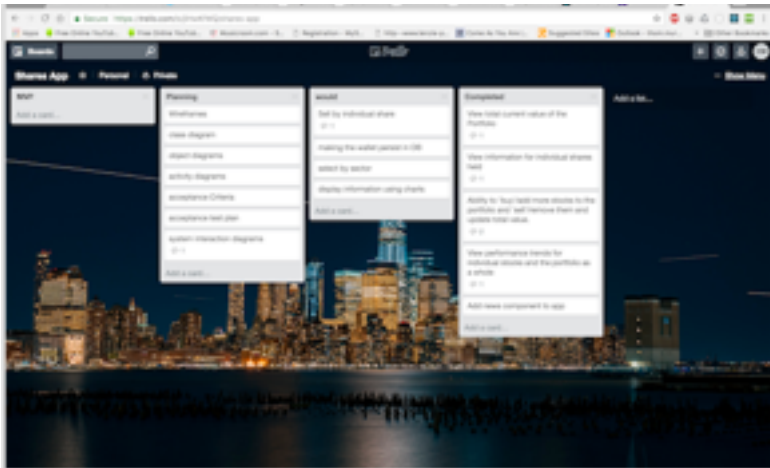 Secure
Apps
Boards
Trello
Shares App
Personal
Private
Show Menu
MVP
Add a card...
Planning
Wireframes
class diagram
object diagrams
activity diagrams
acceptance Criteria
acceptance test plan
system interaction diagrams
Add a card...
would
Sell by individual share
making the wallet persist in DB
select by sector
display information using charts
Add a card...
Completed
View total current value of the
Portfolio
View information for individual shares
held
Ability to 'buy'/add more stocks to the
portfolio and 'sell'/remove them and
update total value.
View performance trends for
individual stocks and the portfolio as
a whole
Add news component to app
Add a card...
Add a list...